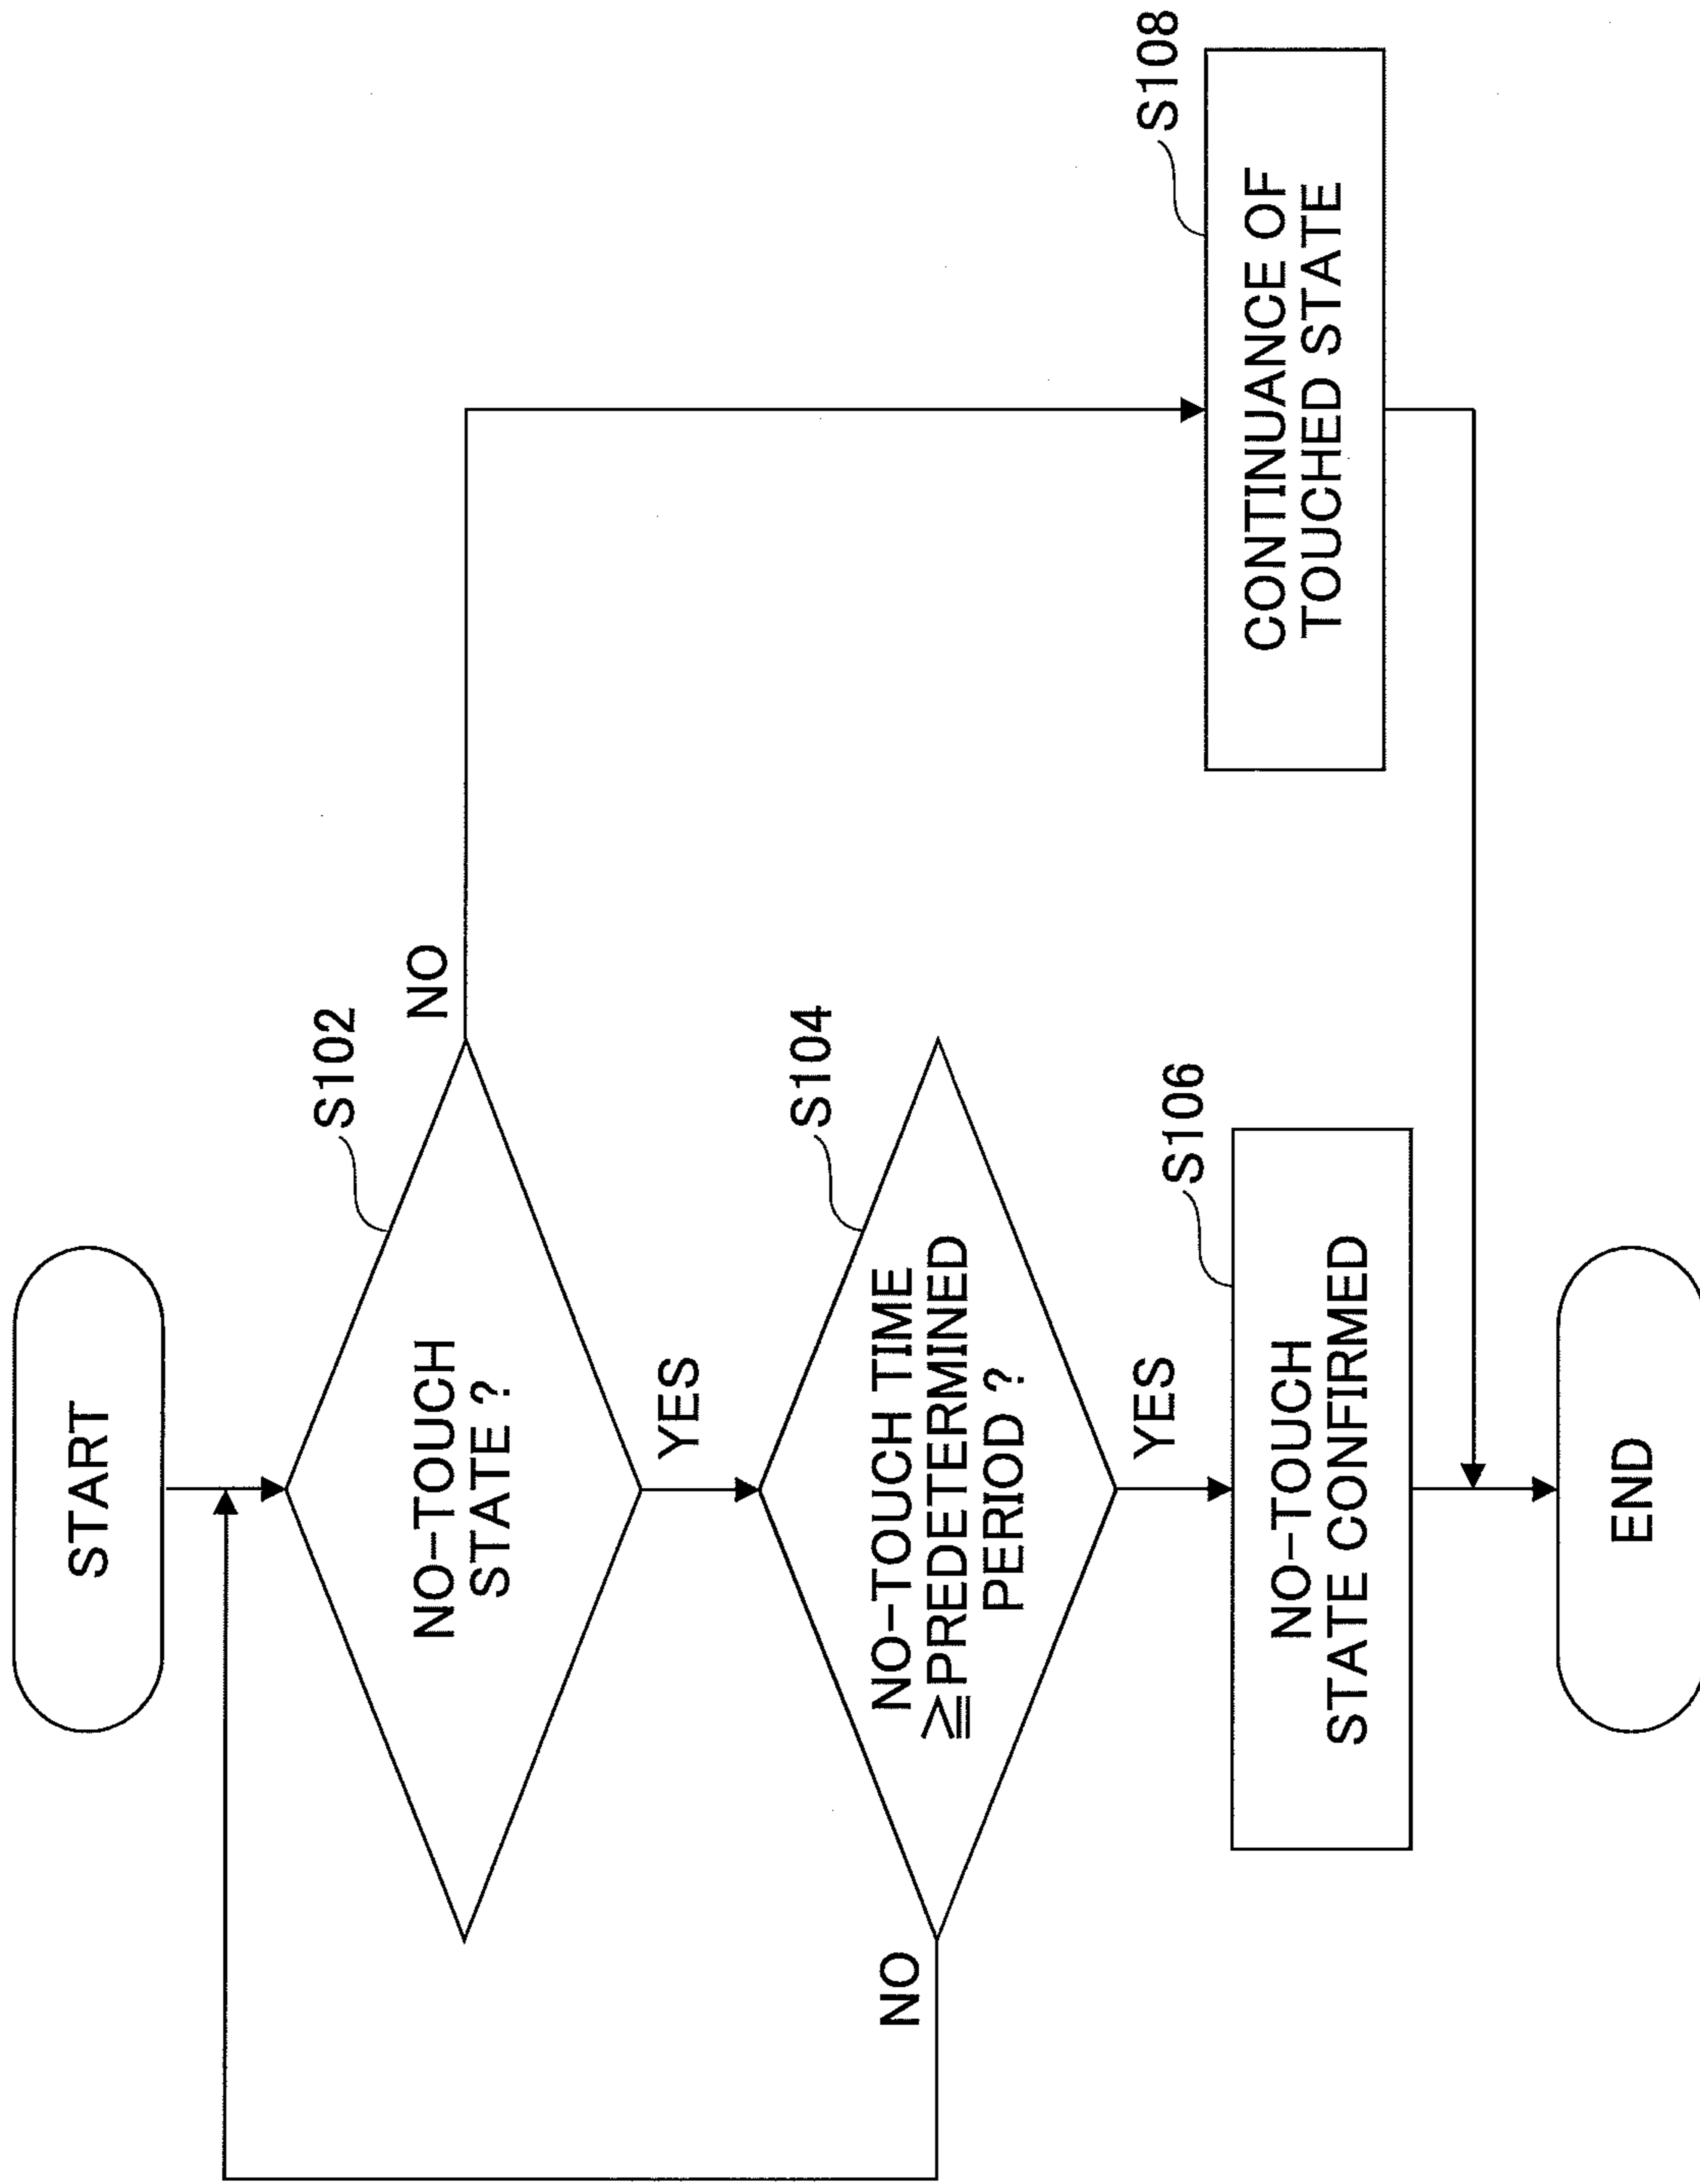 START
S102
NO-TOUCH
STATE ?
NO
YES
S104
NO-TOUCH TIME
≧PREDETERMINED
PERIOD ?
NO
YES
S106
NO-TOUCH
STATE CONFIRMED
S108
CONTINUANCE OF
TOUCHED STATE
END